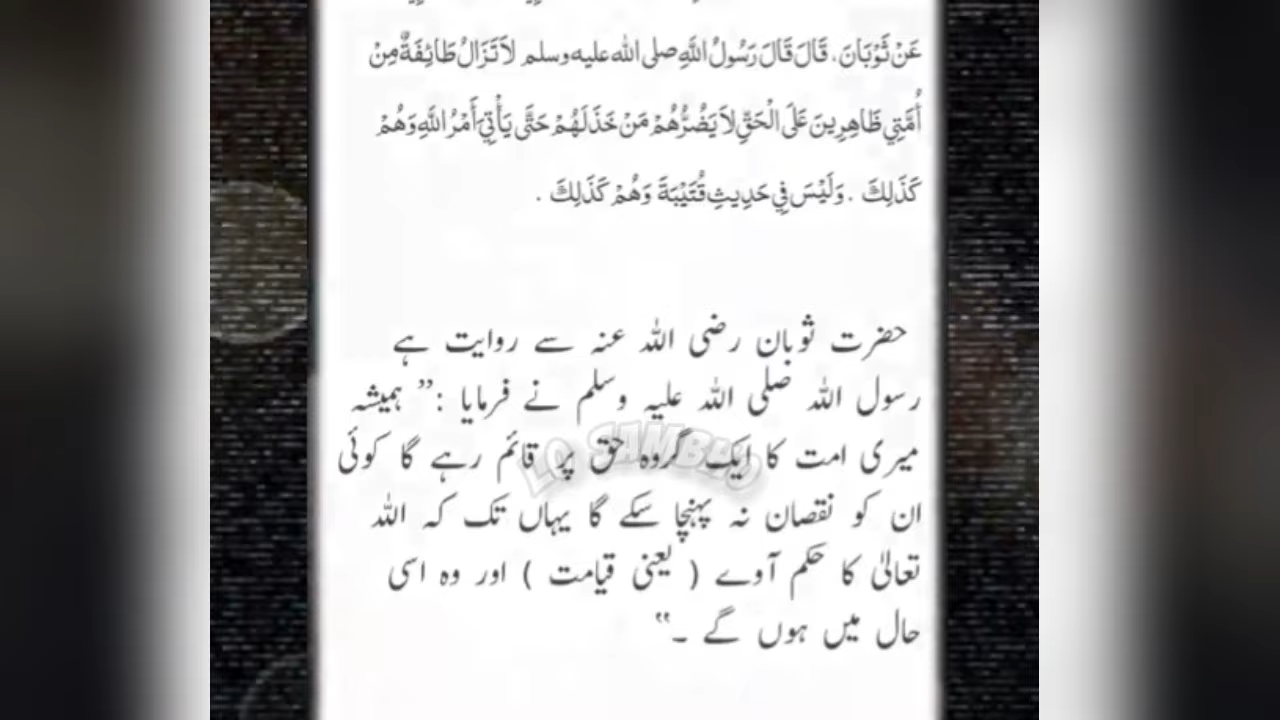 عَنْ ثَوْبَانَ، قَالَ قَالَ رَسُولُ اللَّهِ صلى الله عليه وسلم لاَ تَزَالُ طَائِفَةٌ مِنْ
أُمَّتِي ظَاهِرِينَ عَلَى الْحَقِّ لاَ يَضُرُّهُمْ مَنْ خَذَلَهُمْ حَتَّى يَأْتِيَ أَمْرُ اللَّهِ وَهُمْ
كَذَلِكَ . وَلَيْسَ فِي حَدِيثِ قُتَيْبَةَ وَهُمْ كَذَلِكَ .
حضرت ثوبان رضی اللہ عنہ سے روایت ہے
رسول اللہ صلی اللہ علیہ وسلم نے فرمایا :” ہمیشہ
میری امت کا ایک گروہ حق پر قائم رہے گا کوئی
ان کو نقصان نہ پہنچا سکے گا یہاں تک کہ اللہ
تعالیٰ کا حکم آوے ( یعنی قیامت ) اور وہ اسی
حال میں ہوں گے ۔“